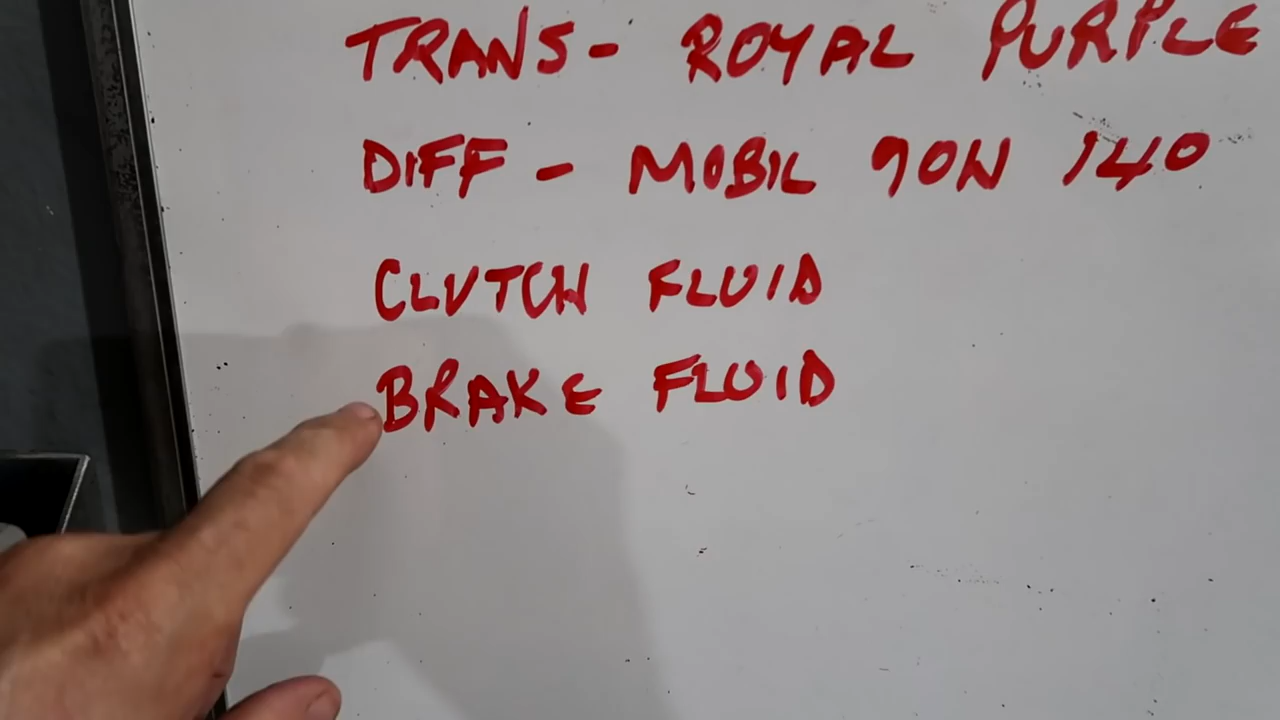 TRANS- ROYAL PURPLE
DIFF - MOBIL 90W 140
CLUTCH FLUID
BRAKE FLUID